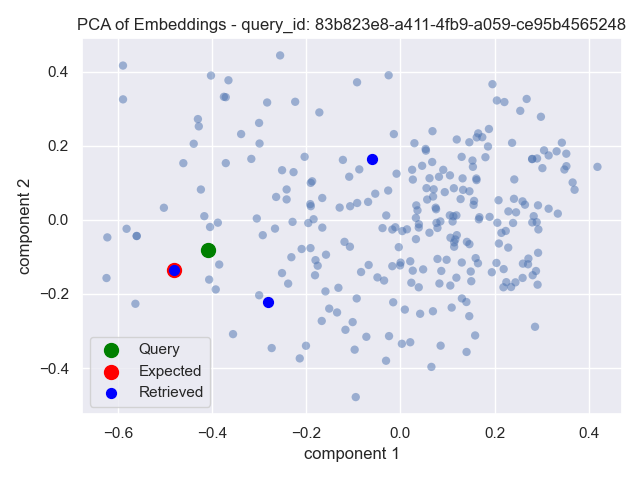 PCA of Embeddings - query_id: 83b823e8-a411-4fb9-a059-ce95b4565248
component 2
0.4
0.2
0.0
−0.2
−0.4
Query
Expected
Retrieved
−0.6 −0.4 −0.2 0.0 0.2 0.4
component 1